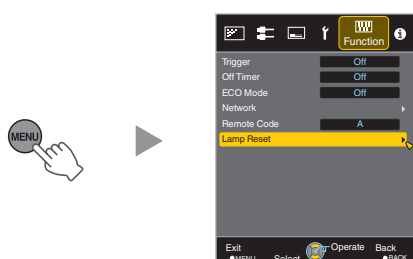 MENU
Function
Trigger Off
Off Timer Off
ECO Mode Off
Network
Remote Code A
Lamp Reset
Exit Operate Back
MENU Select BACK